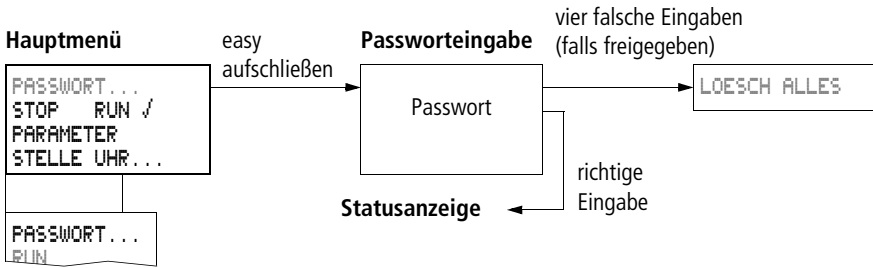 Hauptmenü
PASSWORT...
STOP RUN √
PARAMETER
STELLE UHR...
PASSWORT...
RUN
easy
aufschließen
Passworteingabe
Passwort
vier falsche Eingaben
(falls freigegeben)
LOESCH ALLES
richtige
Eingabe
Statusanzeige